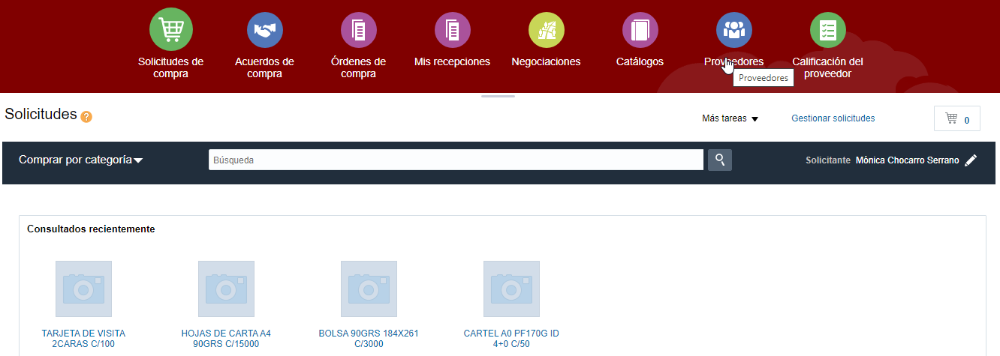 Solicitudes de
compra
Acuerdos de
compra
Órdenes de
compra
Mis recepciones
Negociaciones
Catálogos
Proveedores
Calificación del
proveedor
Proveedores
Solicitudes ?
Más tareas
Gestionar solicitudes
0
Comprar por categoría
Búsqueda
Solicitante Mónica Chocarro Serrano
Consultados recientemente
TARJETA DE VISITA
2CARAS C/100
HOJAS DE CARTA A4
90GRS C/15000
BOLSA 90GRS 184X261
C/3000
CARTEL A0 PF170G ID
4+0 C/50